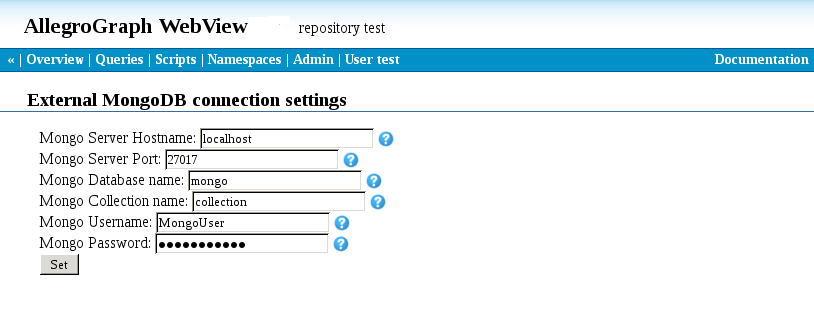 AllegroGraph WebView repository test
« | Overview | Queries | Scripts | Namespaces | Admin | User test Documentation
External MongoDB connection settings
Mongo Server Hostname: localhost ?
Mongo Server Port: 27017 ?
Mongo Database name: mongo ?
Mongo Collection name: collection ?
Mongo Username: MongoUser ?
Mongo Password: ●●●●●●●●●●● ?
Set